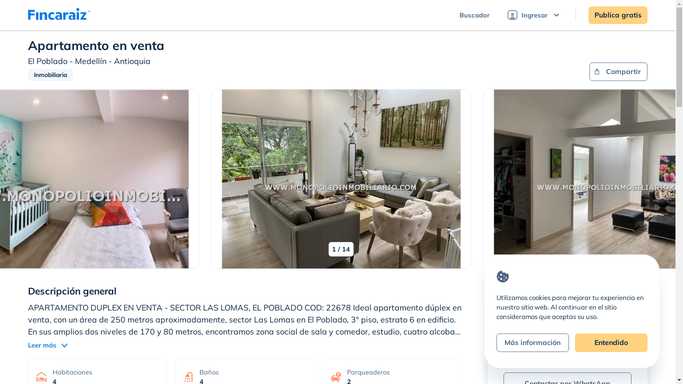 Fincaraiz
Buscador
Ingresar
Publica gratis
Apartamento en venta
El Poblado - Medellín - Antioquia
Inmobiliaria
Compartir
.MONOPOLIOINMOBI...
WWW.MONOPOLIOINMOBILIARIO.COM
WWW.MONOPOLIOINMOBILIARIO.C
1 / 14
Descripción general
APARTAMENTO DUPLEX EN VENTA - SECTOR LAS LOMAS, EL POBLADO COD: 22678 Ideal apartamento dúplex en
venta, con un área de 250 metros aproximadamente, sector Las Lomas en El Poblado, 3° piso, estrato 6 en edificio.
En sus amplios dos niveles de 170 y 80 metros, encontramos zona social de sala y comedor, estudio, cuatro alcoba...
Leer más
Habitaciones
4
Baños
4
Parqueaderos
2
Utilizamos cookies para mejorar tu experiencia en
nuestro sitio web. Al continuar en el sitio
consideramos que aceptas su uso.
Más información
Entendido
Contactar por WhatsApp